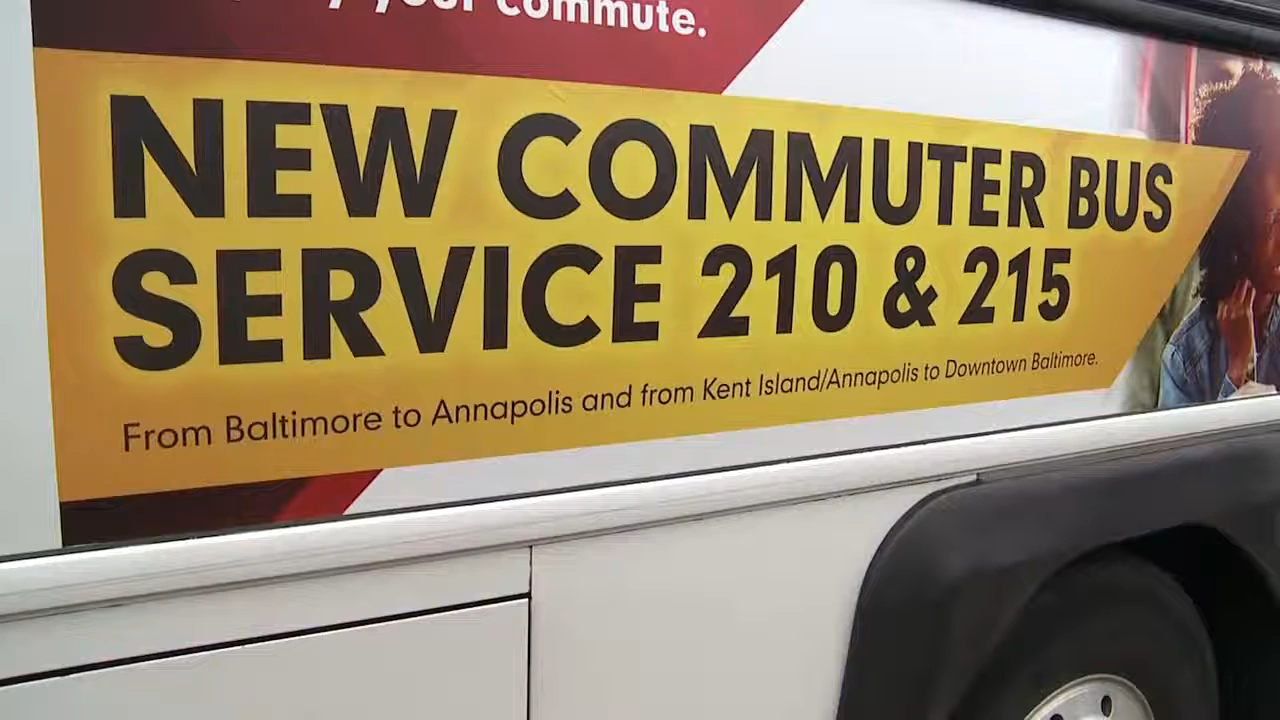 your commute.
NEW COMMUTER BUS
SERVICE 210 & 215
From Baltimore to Annapolis and from Kent Island/Annapolis to Downtown Baltimore.